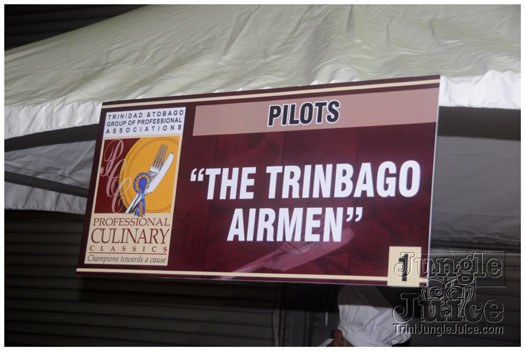 TRINIDAD & TOBAGO
GROUP OF PROFESSIONAL
ASSOCIATIONS
PCC
PROFESSIONAL
CULINARY
CLASSICS
Champions towards a cause
PILOTS
"THE TRINBAGO
AIRMEN"
1
Jungle
Juice
TriniJungleJuice.com